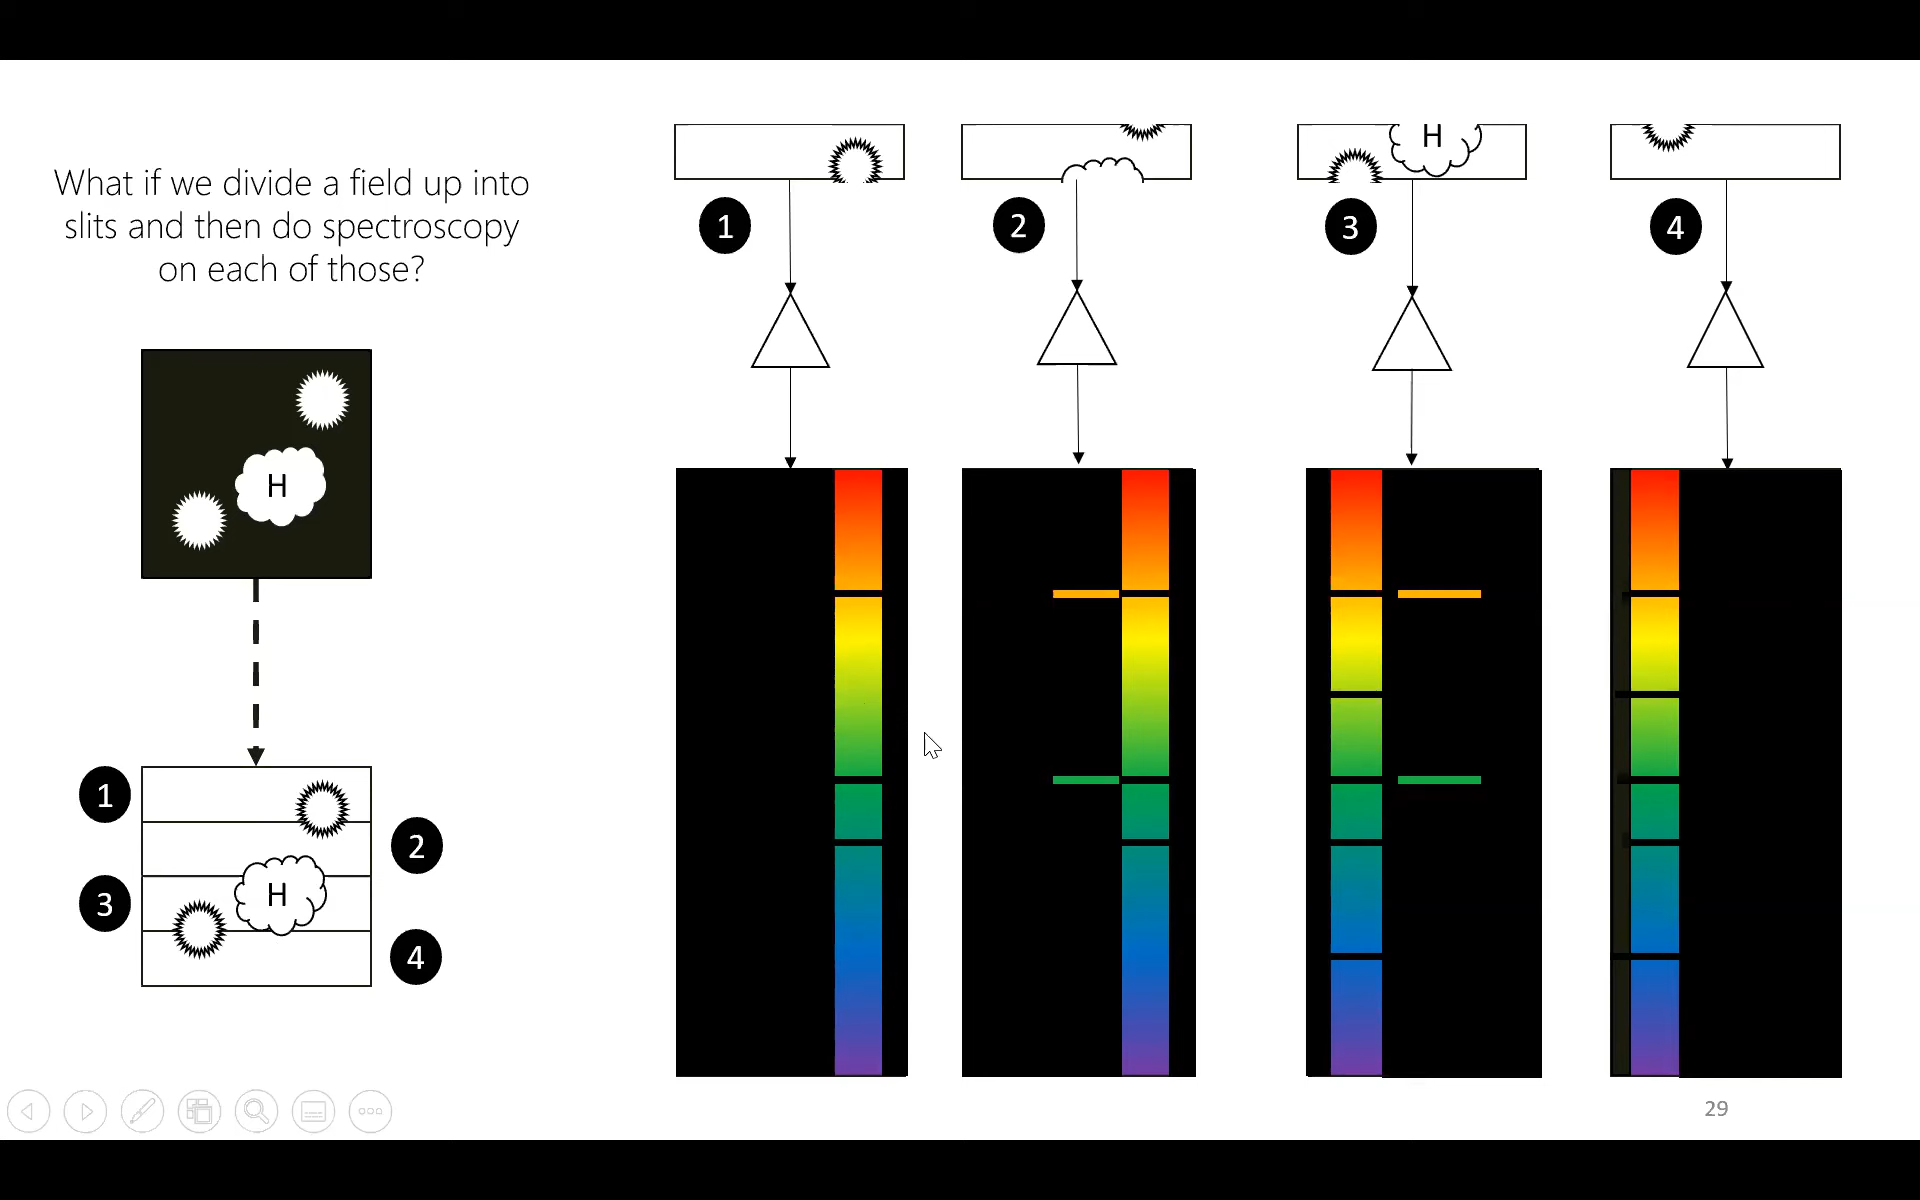 What if we divide a field up into
slits and then do spectroscopy
on each of those?
H
1
2
H
3
4
H
1
2
3
4
29